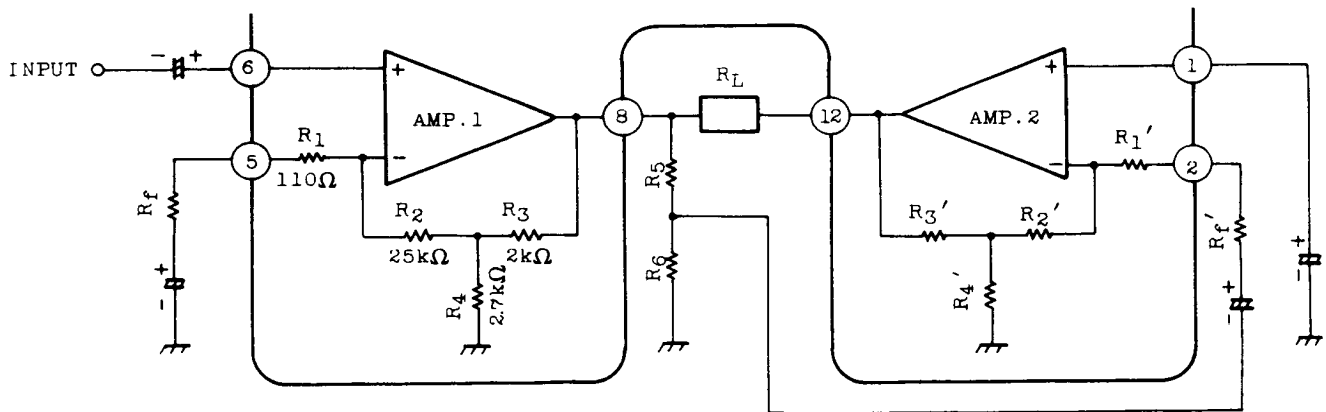 INPUT
- +
6
+
AMP.1
-
8
RL
12
+
AMP.2
-
1
5
R1
110Ω
R1'
2
Rf
- +
R2
25kΩ
R3
2kΩ
R4
2.7kΩ
R5
R6
R3'
R2'
R4'
Rf'
- +
- +